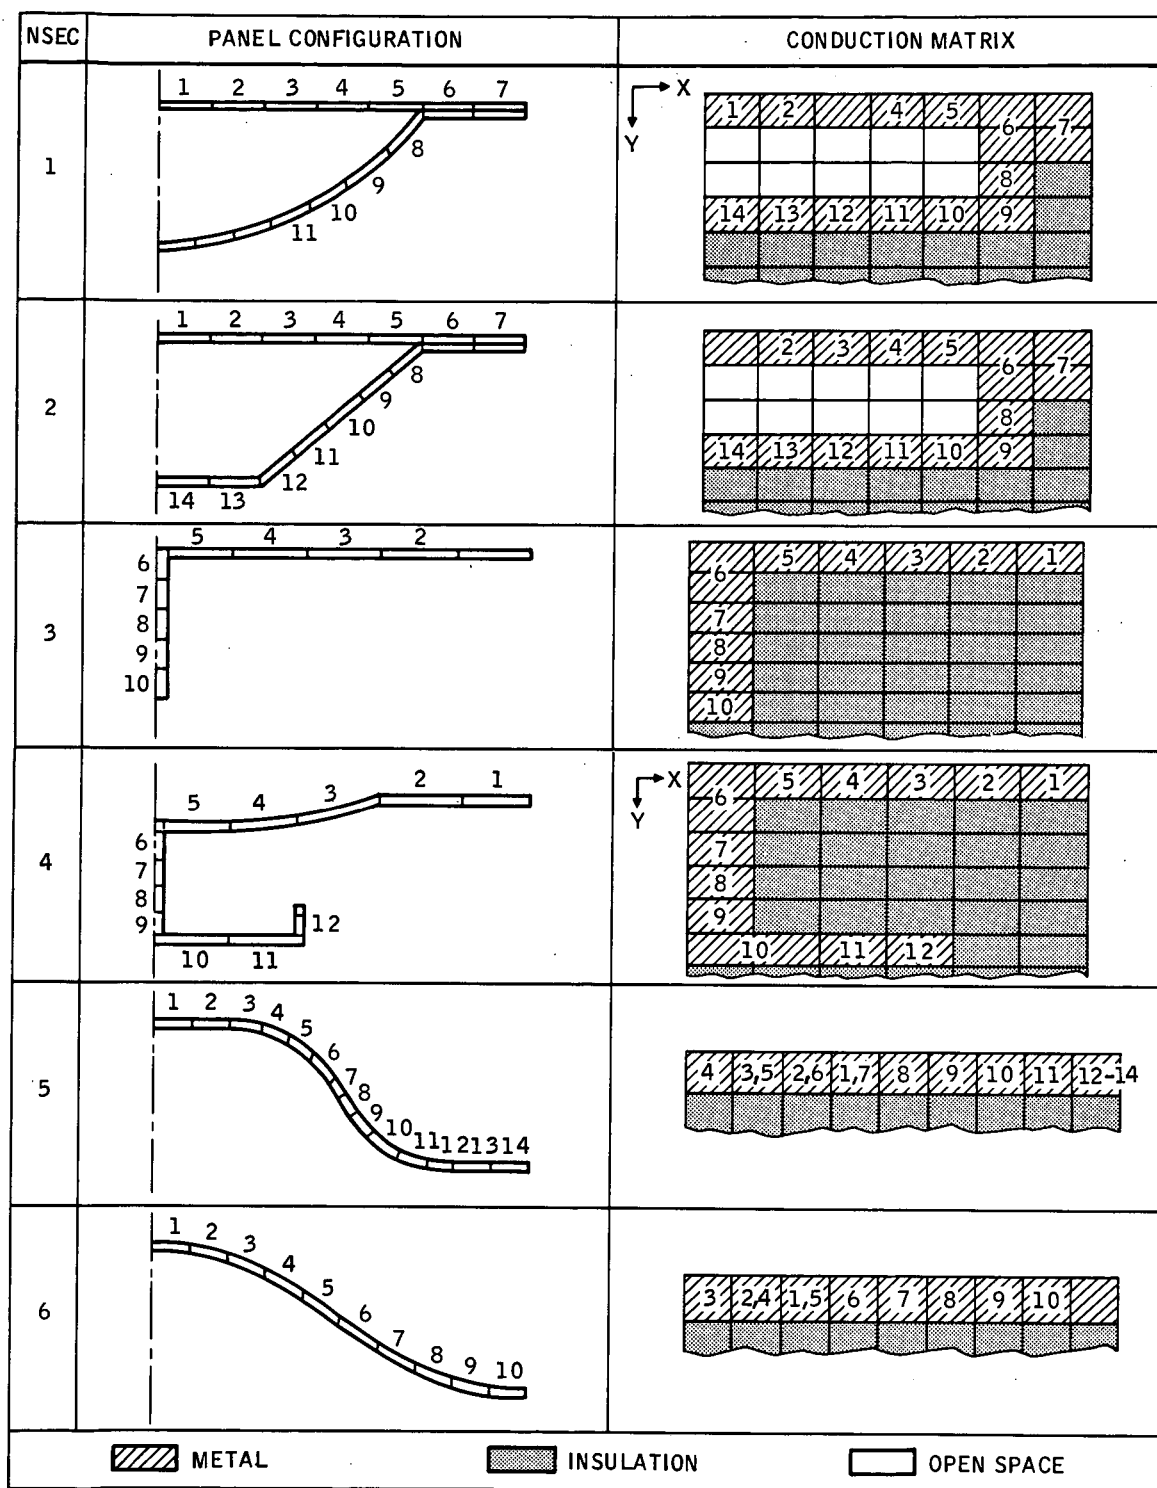 NSEC PANEL CONFIGURATION CONDUCTION MATRIX
1
1 2 3 4 5 6 7
8
9
10
11
X
Y
1 2 4 5
6 7
8
14 13 12 11 10 9
2
1 2 3 4 5 6 7
8
9
10
11
12
14 13
2 3 4 5
6 7
8
14 13 12 11 10 9
3
5 4 3 2
6
7
8
9
10
5 4 3 2 1
6
7
8
9
10
4
5 4 3 2 1
6
7
8
9
12
10 11
X
Y
5 4 3 2 1
6
7
8
9
10 11 12
5
1 2 3 4 5 6 7 8 9 10 11 12 13 14
4 3,5 2,6 1,7 8 9 10 11 12-14
6
1 2 3 4 5 6 7 8 9 10
3 2,4 1,5 6 7 8 9 10
METAL INSULATION OPEN SPACE